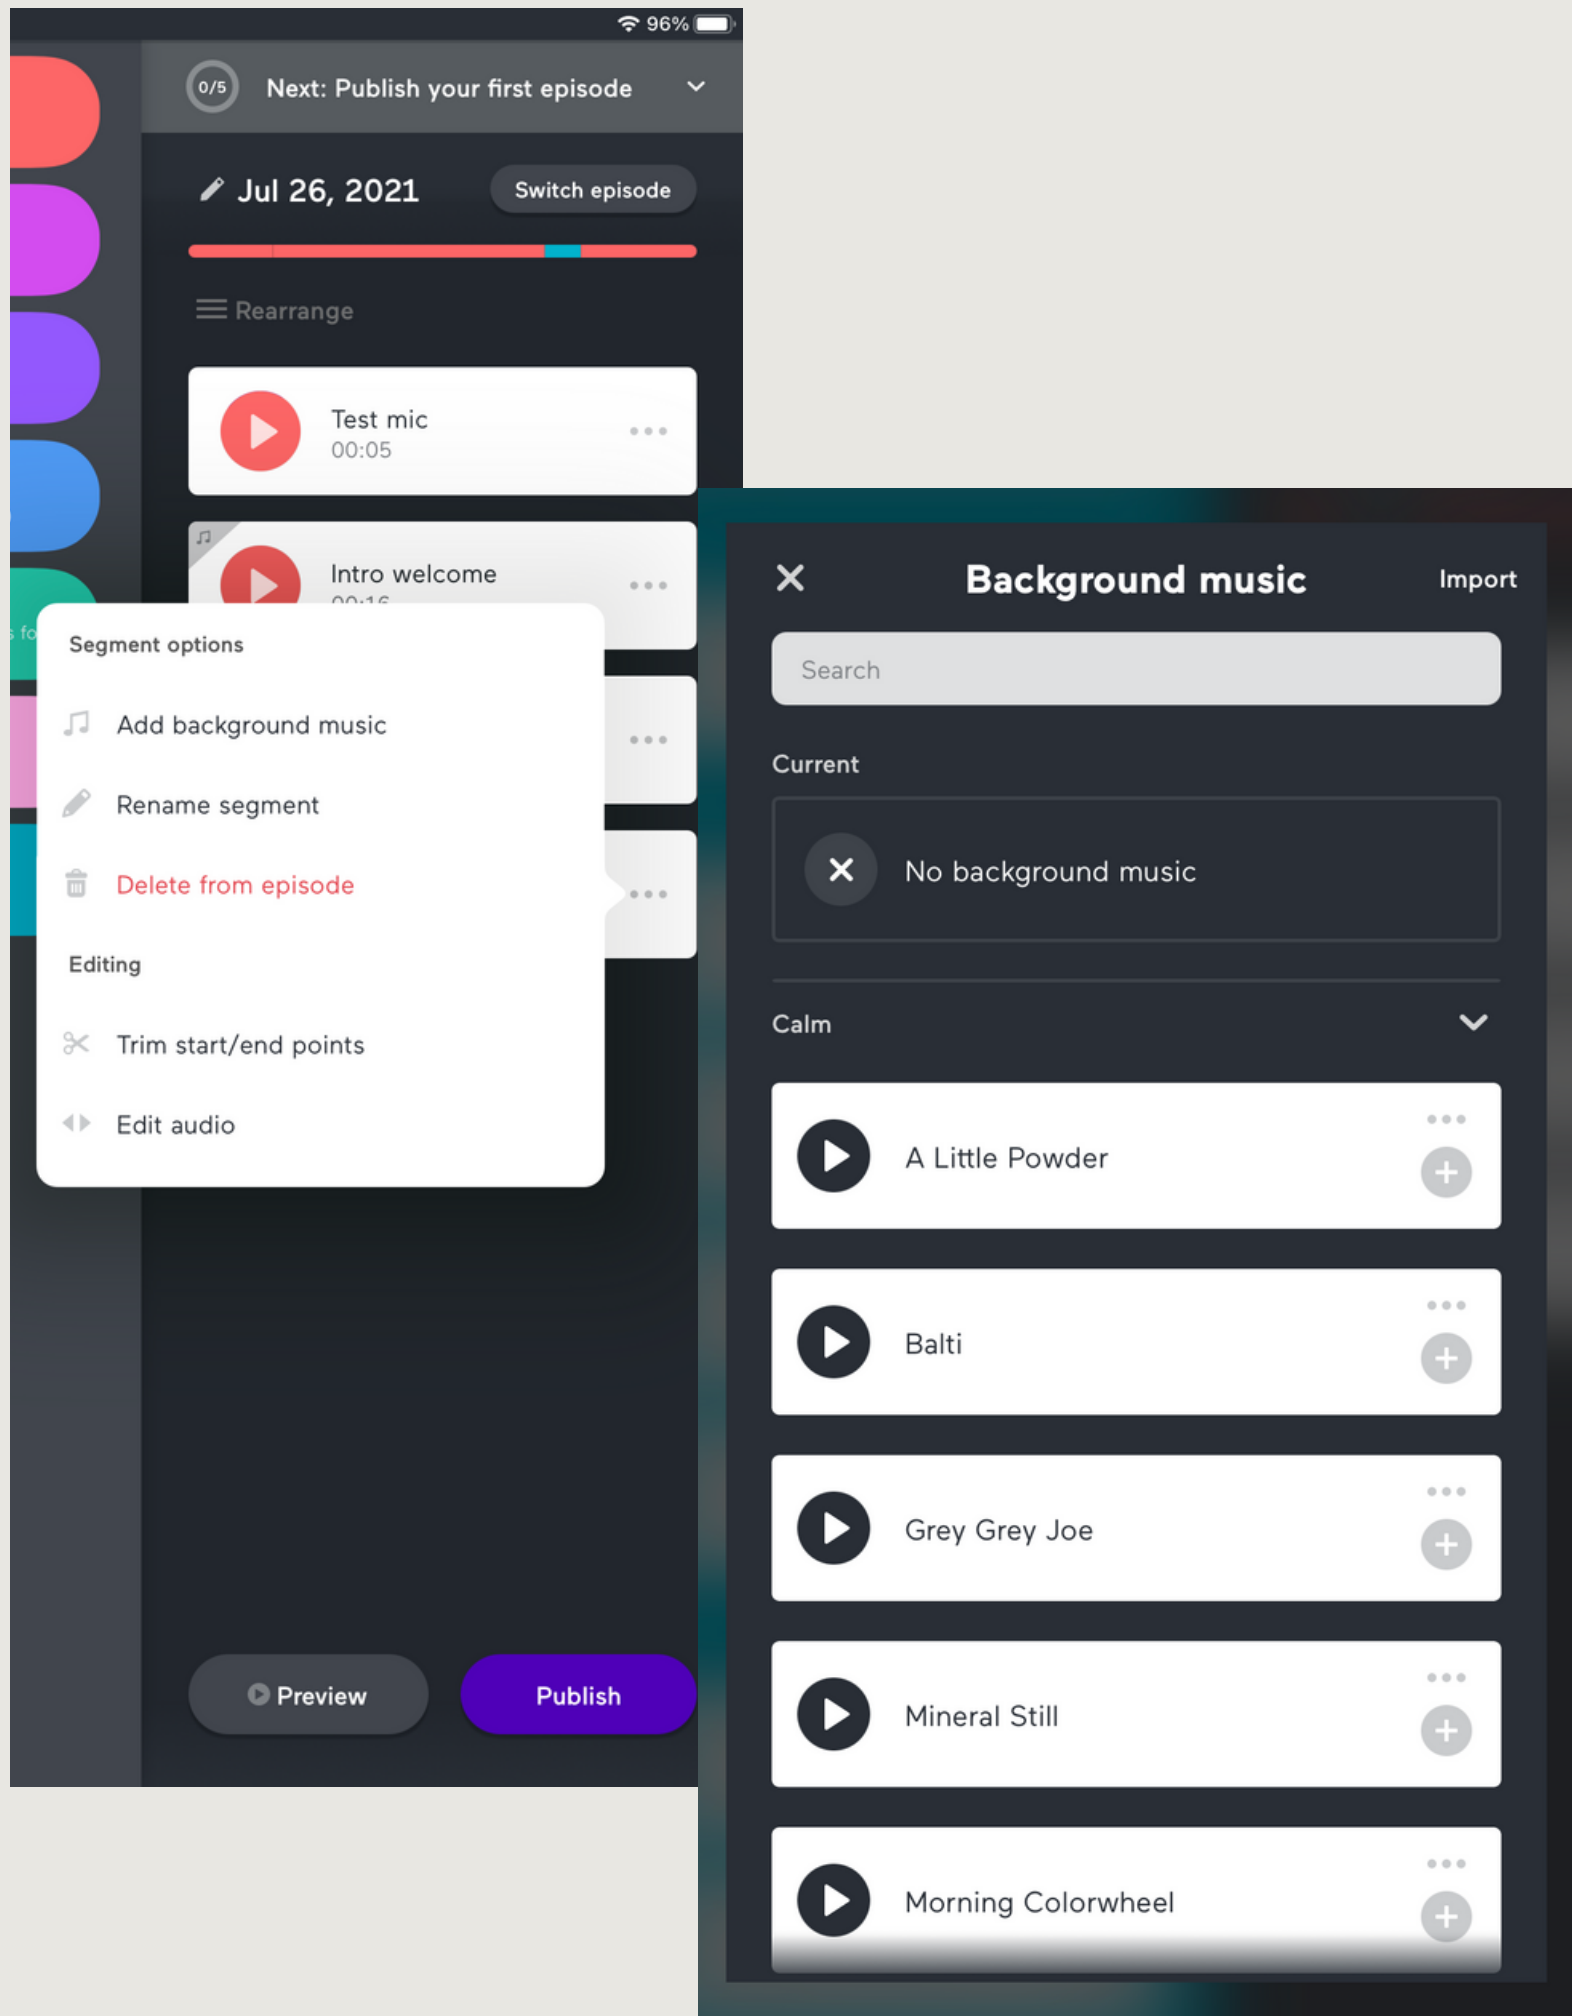 96%
0/5
Next: Publish your first episode
Jul 26, 2021
Switch episode
Rearrange
Test mic
00:05
Intro welcome
00:16
s fo
Segment options
Add background music
Rename segment
Delete from episode
Editing
Trim start/end points
Edit audio
Preview
Publish
Background music
Import
Search
Current
No background music
Calm
A Little Powder
Balti
Grey Grey Joe
Mineral Still
Morning Colorwheel